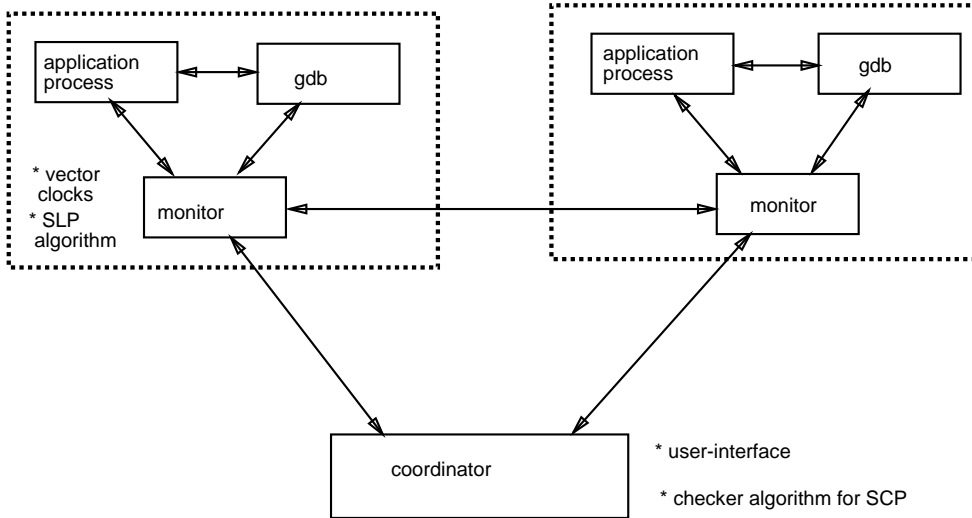 application
process
gdb
* vector
clocks
* SLP
algorithm
monitor
application
process
gdb
monitor
coordinator
* user-interface
* checker algorithm for SCP